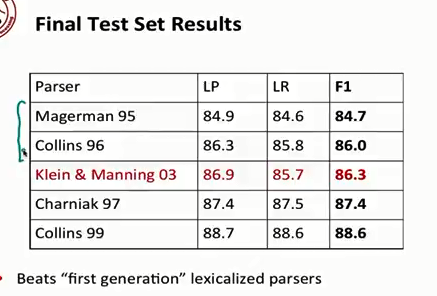 Final Test Set Results
Parser LP LR F1
Magerman 95 84.9 84.6 84.7
Collins 96 86.3 85.8 86.0
Klein & Manning 03 86.9 85.7 86.3
Charniak 97 87.4 87.5 87.4
Collins 99 88.7 88.6 88.6
• Beats “first generation” lexicalized parsers